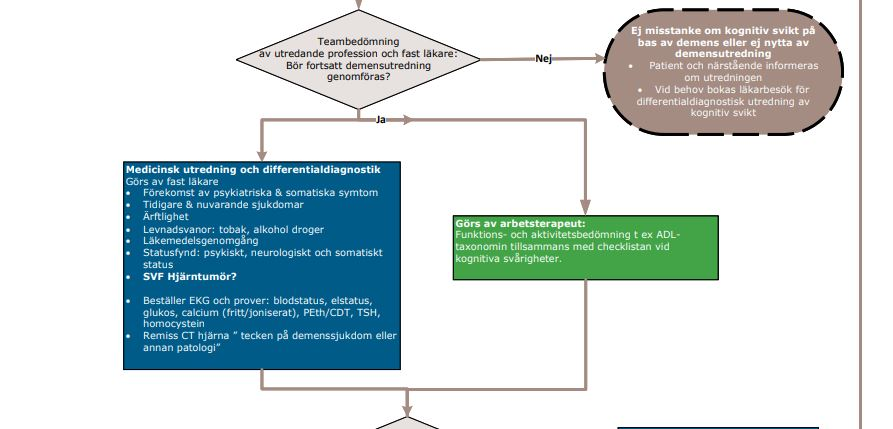 Teambedömning
av utredande profession och fast läkare:
Bör fortsatt demensutredning
genomföras?
Nej
Ej misstanke om kognitiv svikt på
bas av demens eller ej nytta av
demensutredning
• Patient och närstående informeras
om utredningen
• Vid behov bokas läkarbesök för
differentialdiagnostisk utredning av
kognitiv svikt
Ja
Medicinsk utredning och differentialdiagnostik
Görs av fast läkare
• Förekomst av psykiatriska & somatiska symtom
• Tidigare & nuvarande sjukdomar
• Ärftlighet
• Levnadsvanor: tobak, alkohol droger
• Läkemedelsgenomgång
• Statusfynd: psykiskt, neurologiskt och somatiskt
status
• SVF Hjärntumör?
• Beställer EKG och prover: blodstatus, elstatus,
glukos, calcium (fritt/joniserat), PEth/CDT, TSH,
homocystein
• Remiss CT hjärna ” tecken på demenssjukdom eller
annan patologi”
Görs av arbetsterapeut:
Funktions- och aktivitetsbedömning t ex ADL-
taxonomin tillsammans med checklistan vid
kognitiva svårigheter.